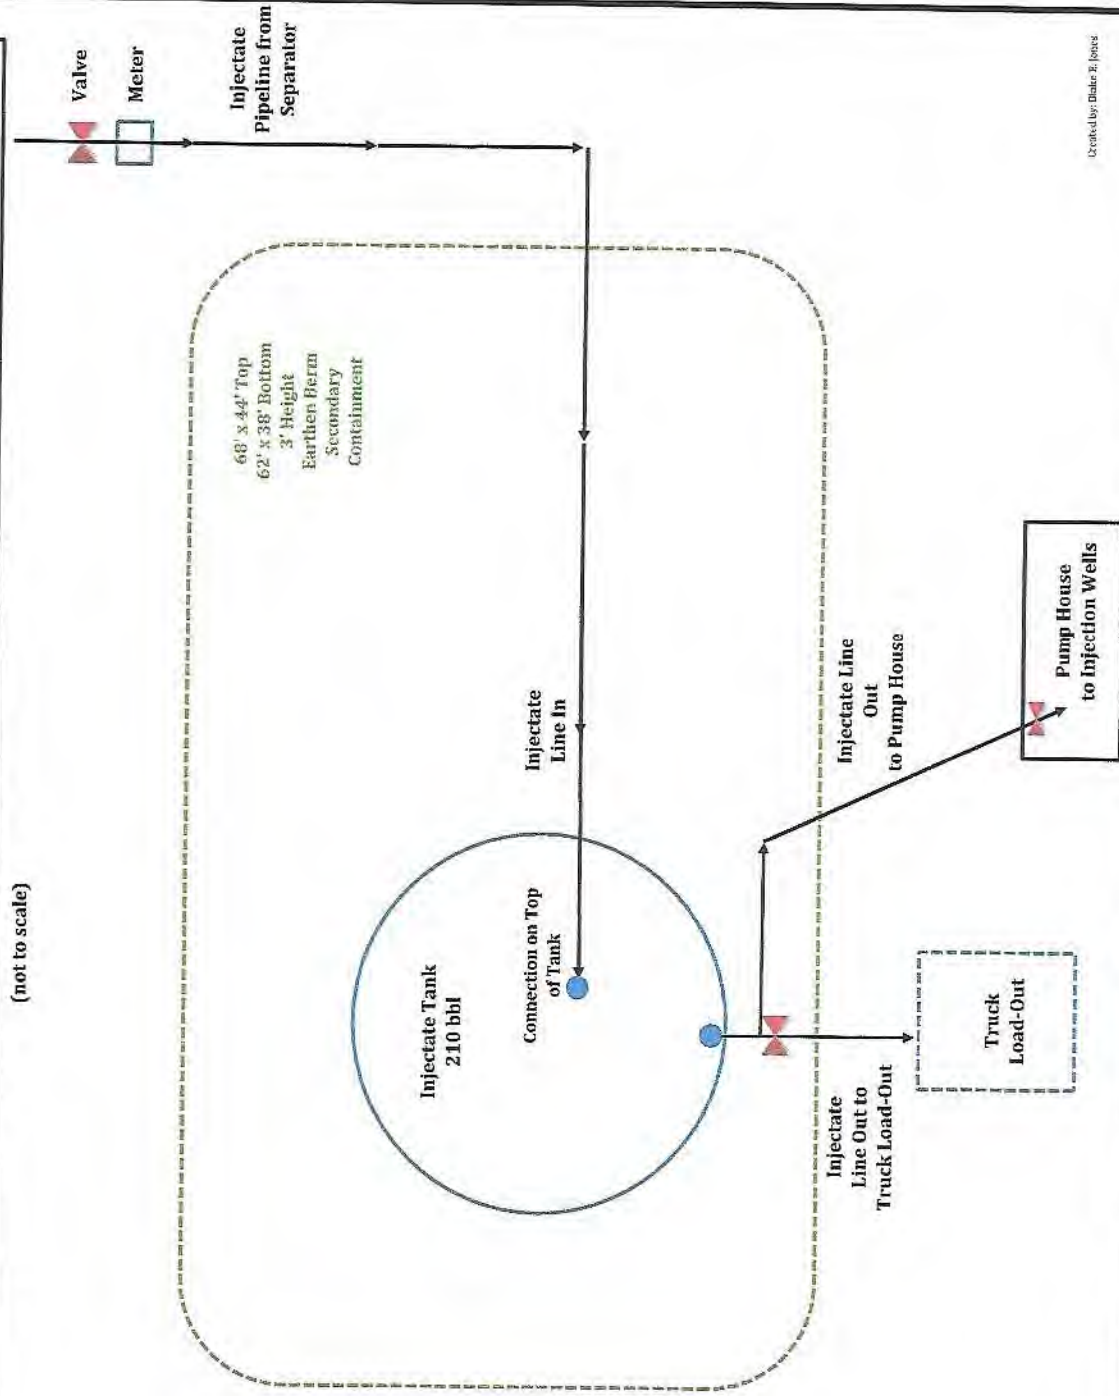 (not to scale)
Valve
Meter
Injectate
Pipeline from
Separator
68' x 44' Top
62' x 38' Bottom
3' Height
Earthen Berm
Secondary
Containment
Injectate
Line In
Connection on Top
of Tank
Injectate Tank
210 bbl
Injectate Line
Out
to Pump House
Pump House
to Injection Wells
Injectate
Line Out to
Truck Load-Out
Truck
Load-Out
Created by: Blake E. Jones